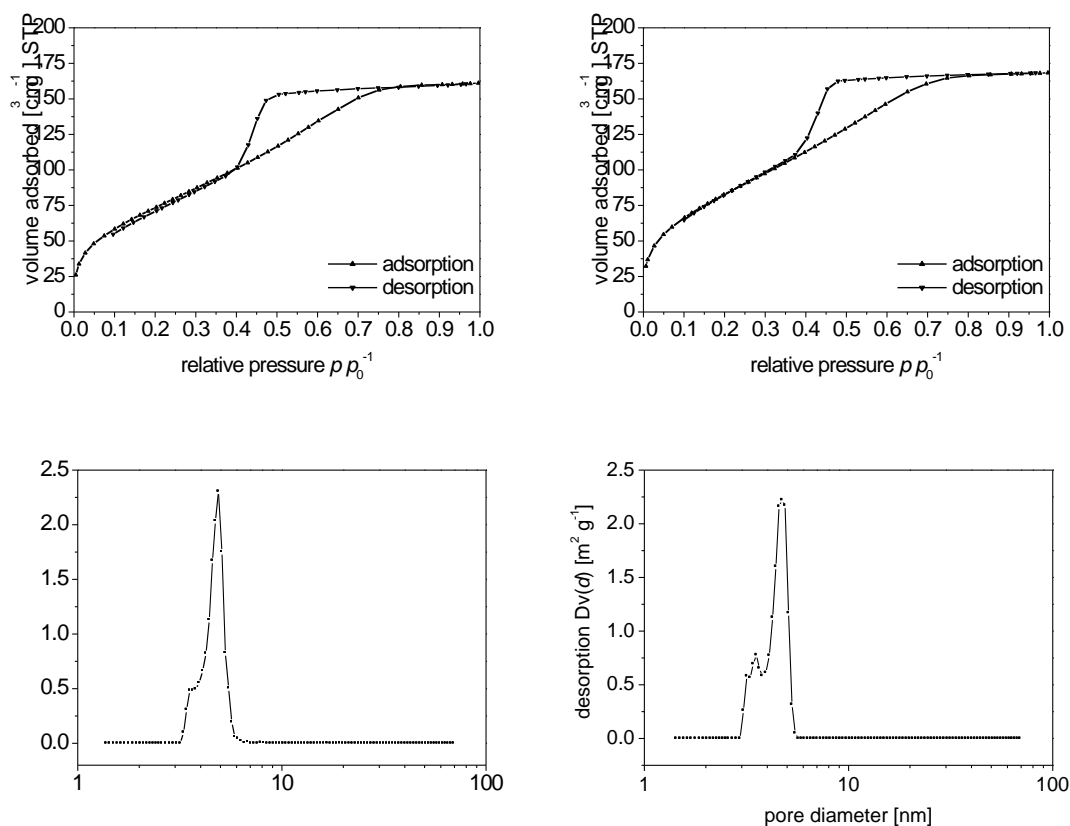 200
175
150
125
100
75
50
25
0
volume adsorbed [cm³g⁻¹] STP
adsorption
desorption
0.0 0.1 0.2 0.3 0.4 0.5 0.6 0.7 0.8 0.9 1.0
relative pressure p p₀⁻¹
200
175
150
125
100
75
50
25
0
volume adsorbed [cm³g⁻¹] STP
adsorption
desorption
0.0 0.1 0.2 0.3 0.4 0.5 0.6 0.7 0.8 0.9 1.0
relative pressure p p₀⁻¹
2.5
2.0
1.5
1.0
0.5
0.0
1 10 100
2.5
2.0
1.5
1.0
0.5
0.0
desorption Dv(d) [m² g⁻¹]
1 10 100
pore diameter [nm]